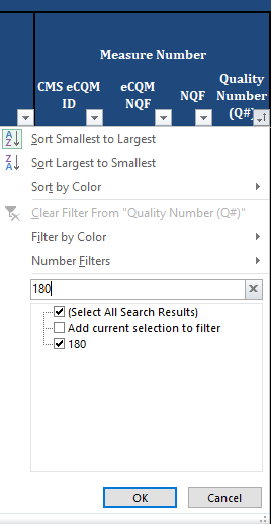 Measure Number
CMS eCQM ID
eCQM NQF
NQF
Quality Number (Q#)
Sort Smallest to Largest
Sort Largest to Smallest
Sort by Color
Clear Filter From "Quality Number (Q#)"
Filter by Color
Number Filters
180
(Select All Search Results)
Add current selection to filter
180
OK
Cancel